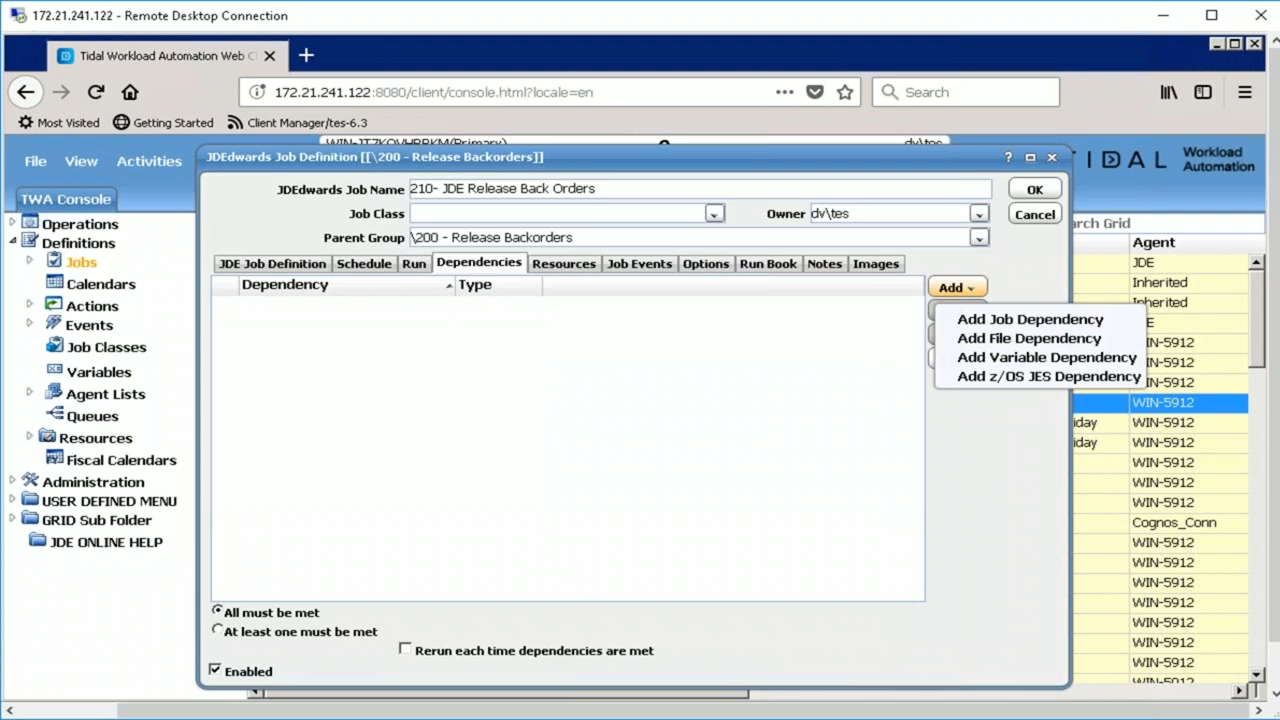 172.21.241.122 - Remote Desktop Connection
Tidal Workload Automation Web C
172.21.241.122:8080/client/console.html?locale=en
Search
Most Visited
Getting Started
Client Manager/tes-6.3
dv\tes
File View Activities
JDEdwards Job Definition [[\200 - Release Backorders]]
IDAL
Workload
Automation
TWA Console
JDEdwards Job Name 210- JDE Release Back Orders
OK
Job Class
Owner dv\tes
Cancel
Parent Group \200 - Release Backorders
JDE Job Definition Schedule Run Dependencies Resources Job Events Options Run Book Notes Images
Dependency Type
Add
Add Job Dependency
Add File Dependency
Add Variable Dependency
Add z/OS JES Dependency
All must be met
At least one must be met
Rerun each time dependencies are met
Enabled
Operations
Definitions
Jobs
Calendars
Actions
Events
Job Classes
Variables
Agent Lists
Queues
Resources
Fiscal Calendars
Administration
USER DEFINED MENU
GRID Sub Folder
JDE ONLINE HELP
rch Grid
Agent
JDE
Inherited
Inherited
E
WIN-5912
WIN-5912
WIN-5912
WIN-5912
iday WIN-5912
iday WIN-5912
WIN-5912
WIN-5912
WIN-5912
Cognos_Conn
WIN-5912
WIN-5912
WIN-5912
WIN-5912
WIN-5912
WIN-5912
WIN-5912
WIN-5912